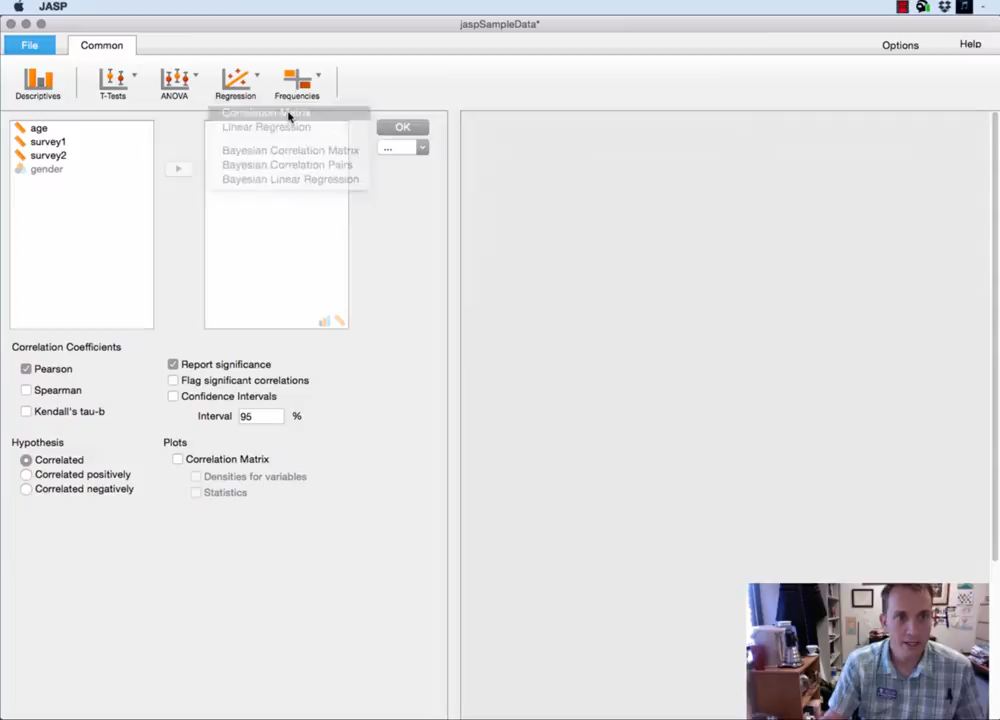 JASP
jaspSampleData*
File
Common
Options
Help
Descriptives
T-Tests
ANOVA
Regression
Frequencies
Correlation Matrix
Linear Regression
Bayesian Correlation Matrix
Bayesian Correlation Pairs
Bayesian Linear Regression
age
survey1
survey2
gender
OK
...
Correlation Coefficients
Pearson
Spearman
Kendall's tau-b
Report significance
Flag significant correlations
Confidence Intervals
Interval 95 %
Hypothesis
Correlated
Correlated positively
Correlated negatively
Plots
Correlation Matrix
Densities for variables
Statistics